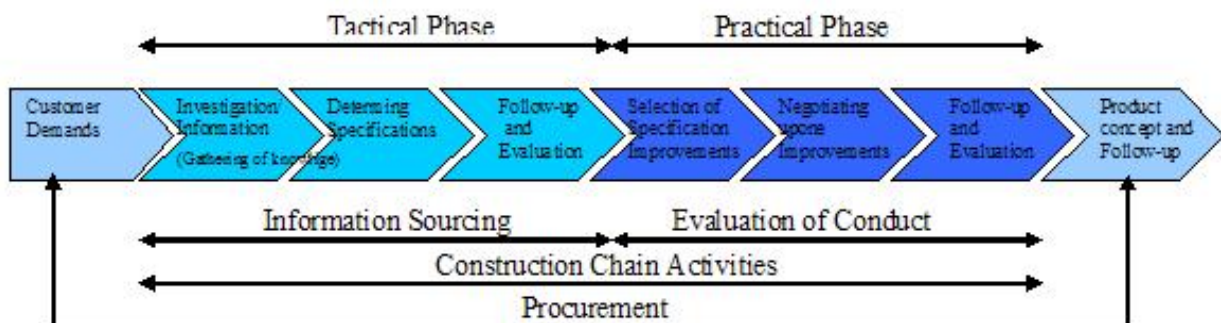 Tactical Phase
Practical Phase
Customer
Demands
Investigation/
Information
(Gathering of knowledge)
Determing
Specifications
Follow-up
and
Evaluation
Selection of
Specification
Improvements
Negotiating
upone
Improvements
Follow-up
and
Evaluation
Product
concept and
Follow-up
Information Sourcing
Evaluation of Conduct
Construction Chain Activities
Procurement